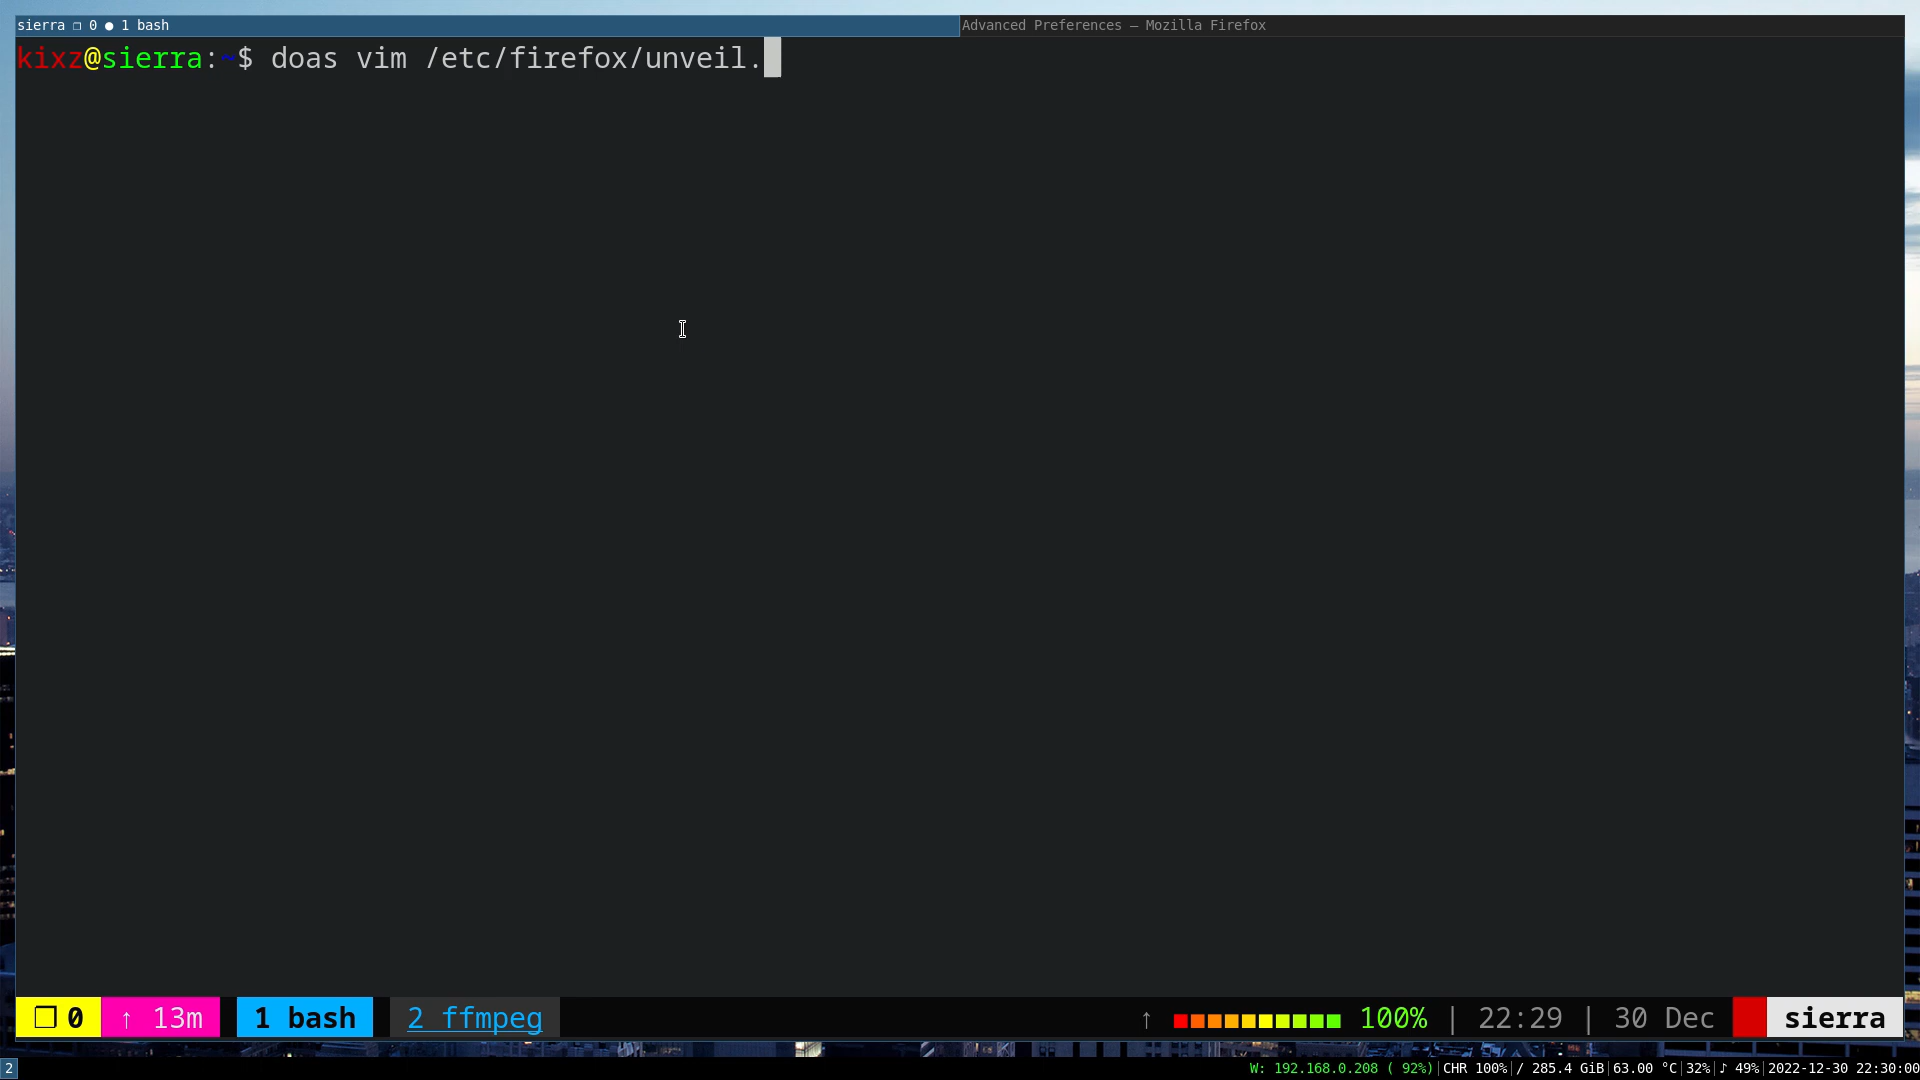 sierra ❐ 0 ● 1 bash
Advanced Preferences — Mozilla Firefox
kixz@sierra:~$ doas vim /etc/firefox/unveil.
❐ 0 ↑ 13m 1 bash 2 ffmpeg ↑ 100% | 22:29 | 30 Dec sierra
2 W: 192.168.0.208 ( 92%)|CHR 100%|/ 285.4 GiB|63.00 °C|32%|♪ 49%|2022-12-30 22:30:00